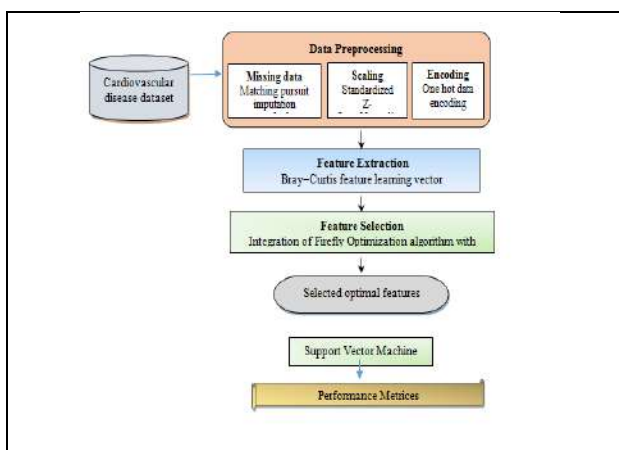 Cardiovascular
disease dataset
Data Preprocessing
Missing data
Matching pursuit
imputation
Scaling
Standardized
Z-
Encoding
One hot data
encoding
Feature Extraction
Bray–Curtis feature learning vector
Feature Selection
Integration of Firefly Optimization algorithm with
Selected optimal features
Support Vector Machine
Performance Metrices